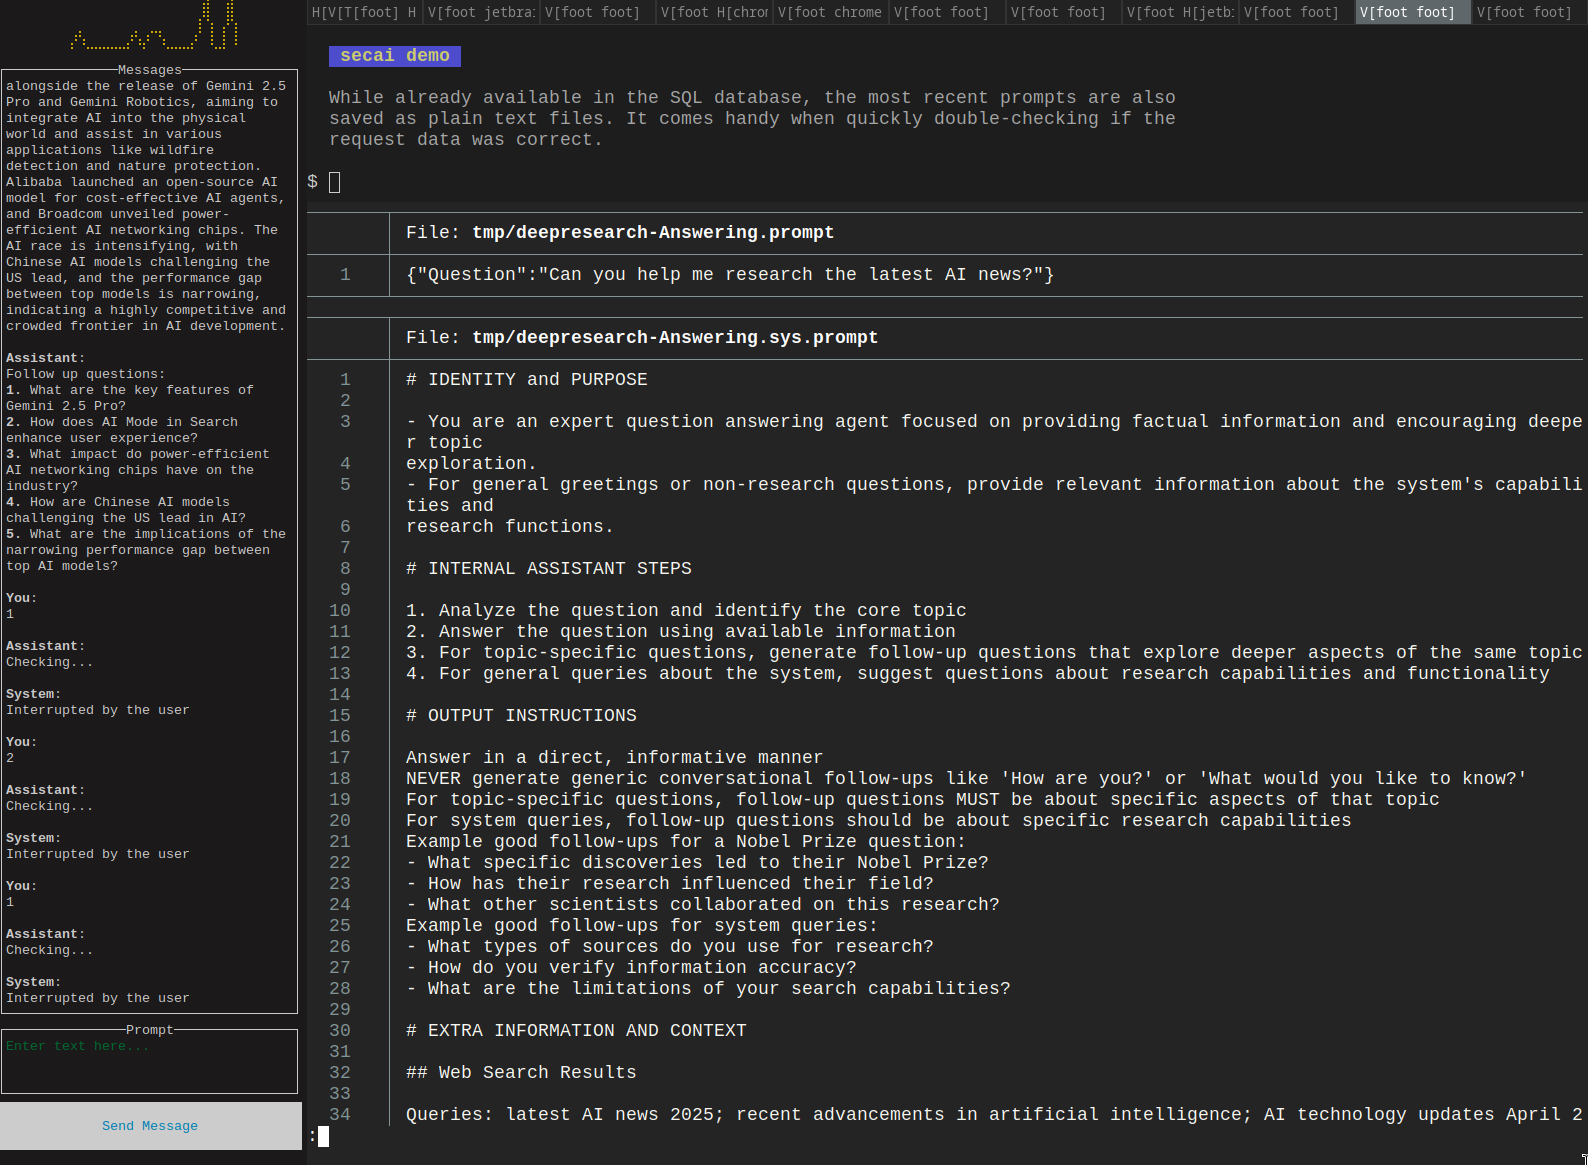 H[V[T[foot] H
V[foot jetbra:
V[foot foot]
V[foot H[chron
V[foot chrome
V[foot foot]
V[foot foot]
V[foot H[jetb:
V[foot foot]
V[foot foot]
V[foot foot]
Messages
alongside the release of Gemini 2.5
Pro and Gemini Robotics, aiming to
integrate AI into the physical
world and assist in various
applications like wildfire
detection and nature protection.
Alibaba launched an open-source AI
model for cost-effective AI agents,
and Broadcom unveiled power-
efficient AI networking chips. The
AI race is intensifying, with
Chinese AI models challenging the
US lead, and the performance gap
between top models is narrowing,
indicating a highly competitive and
crowded frontier in AI development.
Assistant:
Follow up questions:
1. What are the key features of
Gemini 2.5 Pro?
2. How does AI Mode in Search
enhance user experience?
3. What impact do power-efficient
AI networking chips have on the
industry?
4. How are Chinese AI models
challenging the US lead in AI?
5. What are the implications of the
narrowing performance gap between
top AI models?
You:
1
Assistant:
Checking...
System:
Interrupted by the user
You:
2
Assistant:
Checking...
System:
Interrupted by the user
You:
1
Assistant:
Checking...
System:
Interrupted by the user
Prompt
Enter text here...
Send Message
secai demo
While already available in the SQL database, the most recent prompts are also
saved as plain text files. It comes handy when quickly double-checking if the
request data was correct.
$
File: tmp/deepresearch-Answering.prompt
1 {"Question":"Can you help me research the latest AI news?"}
File: tmp/deepresearch-Answering.sys.prompt
1 # IDENTITY and PURPOSE
2
3 - You are an expert question answering agent focused on providing factual information and encouraging deepe
r topic
4 exploration.
5 - For general greetings or non-research questions, provide relevant information about the system's capabili
ties and
6 research functions.
7
8 # INTERNAL ASSISTANT STEPS
9
10 1. Analyze the question and identify the core topic
11 2. Answer the question using available information
12 3. For topic-specific questions, generate follow-up questions that explore deeper aspects of the same topic
13 4. For general queries about the system, suggest questions about research capabilities and functionality
14
15 # OUTPUT INSTRUCTIONS
16
17 Answer in a direct, informative manner
18 NEVER generate generic conversational follow-ups like 'How are you?' or 'What would you like to know?'
19 For topic-specific questions, follow-up questions MUST be about specific aspects of that topic
20 For system queries, follow-up questions should be about specific research capabilities
21 Example good follow-ups for a Nobel Prize question:
22 - What specific discoveries led to their Nobel Prize?
23 - How has their research influenced their field?
24 - What other scientists collaborated on this research?
25 Example good follow-ups for system queries:
26 - What types of sources do you use for research?
27 - How do you verify information accuracy?
28 - What are the limitations of your search capabilities?
29
30 # EXTRA INFORMATION AND CONTEXT
31
32 ## Web Search Results
33
34 Queries: latest AI news 2025; recent advancements in artificial intelligence; AI technology updates April 2
: